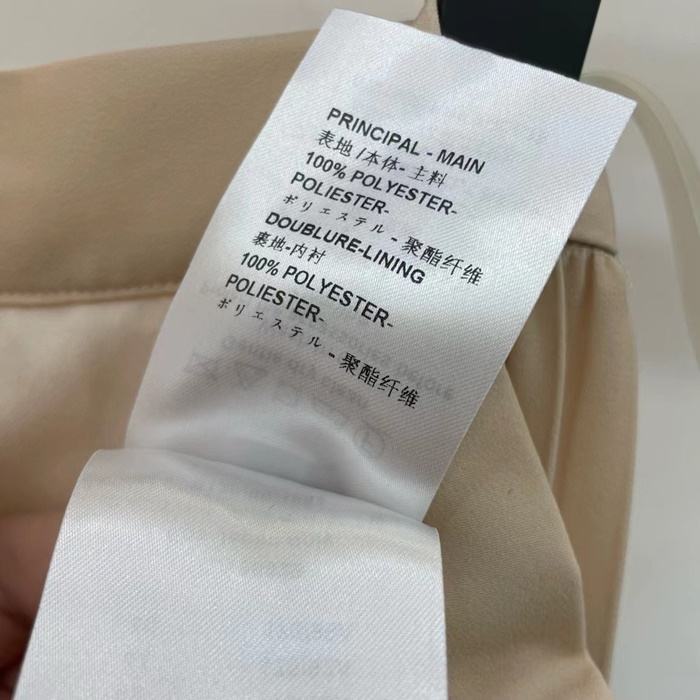 PRINCIPAL - MAIN
表地 /本体- 主料
100% POLYESTER-
POLIESTER-
ポリエステル - 聚酯纤维
DOUBLURE-LINING
裏地-内衬
100% POLYESTER-
POLIESTER-
ポリエステル - 聚酯纤维